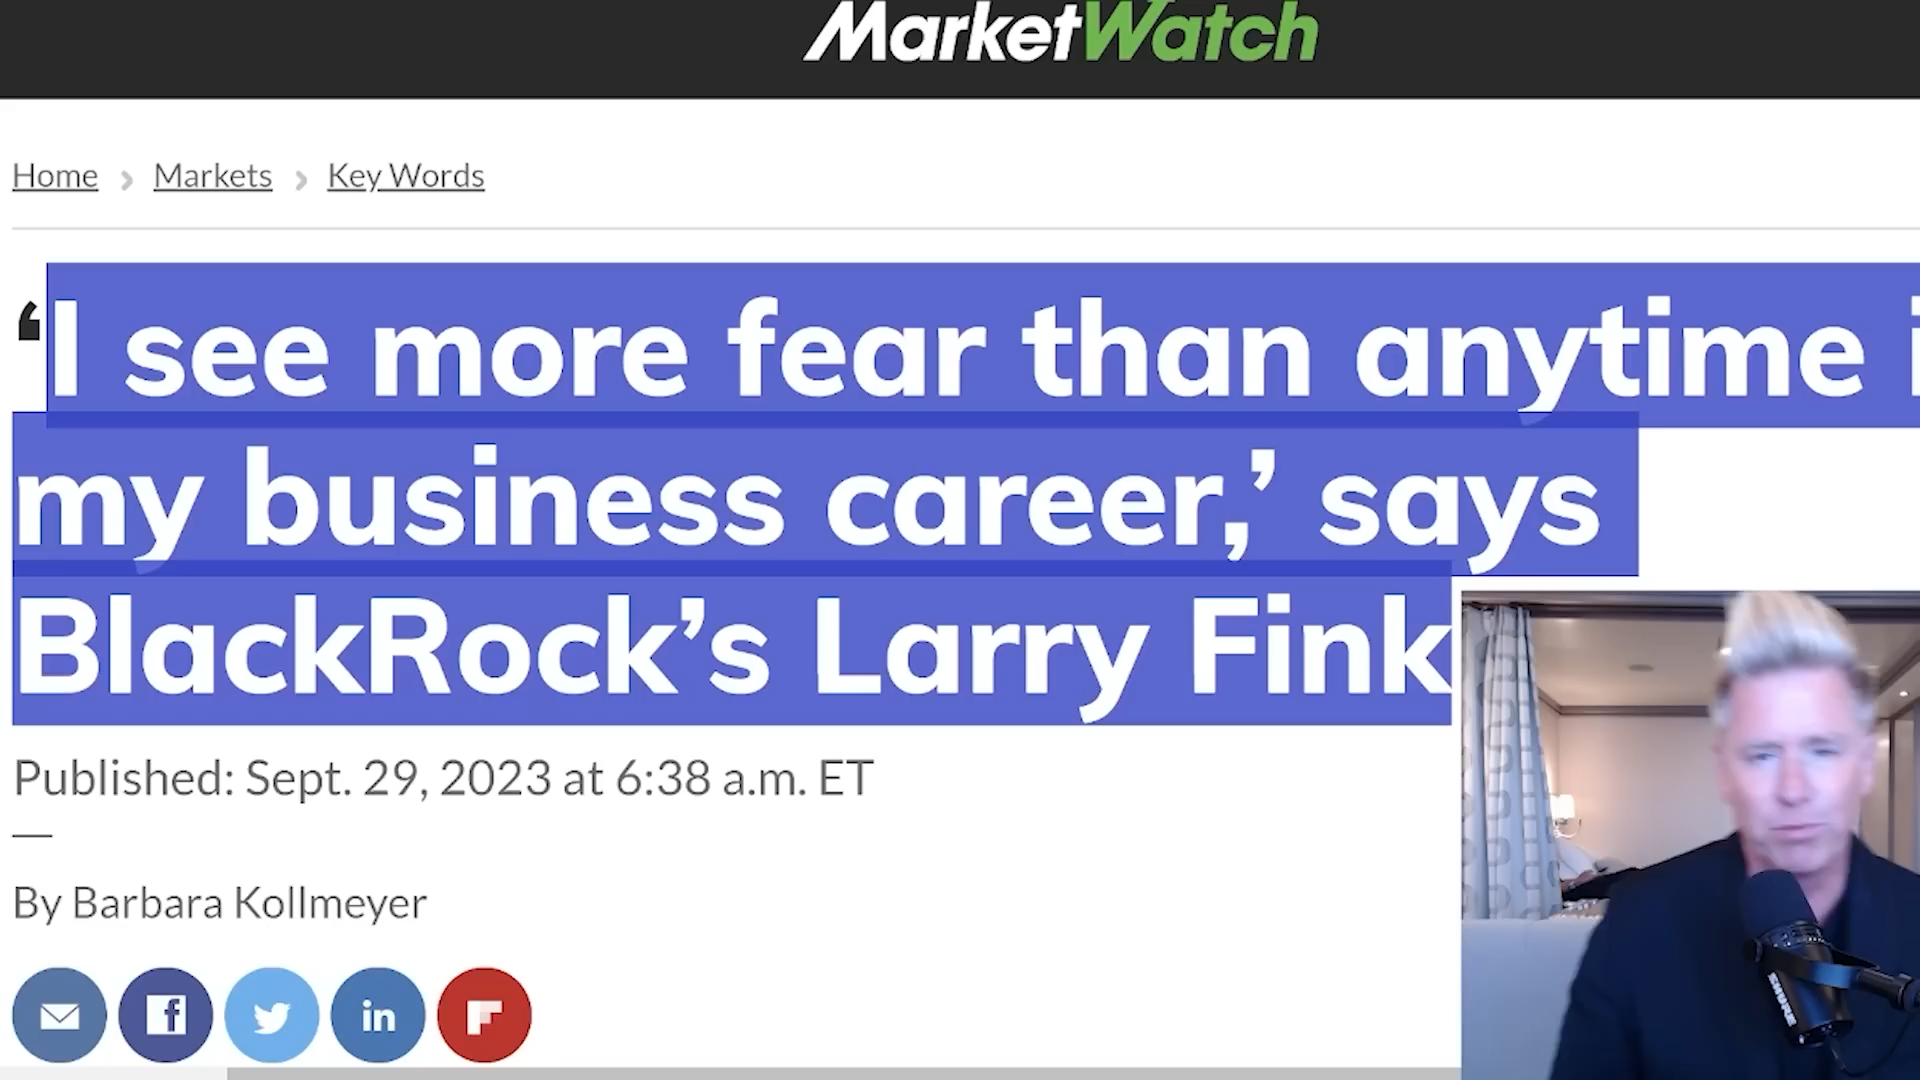 MarketWatch
Home > Markets > Key Words
‘I see more fear than anytime i
my business career,’ says
BlackRock’s Larry Fink
Published: Sept. 29, 2023 at 6:38 a.m. ET
By Barbara Kollmeyer
SHURE